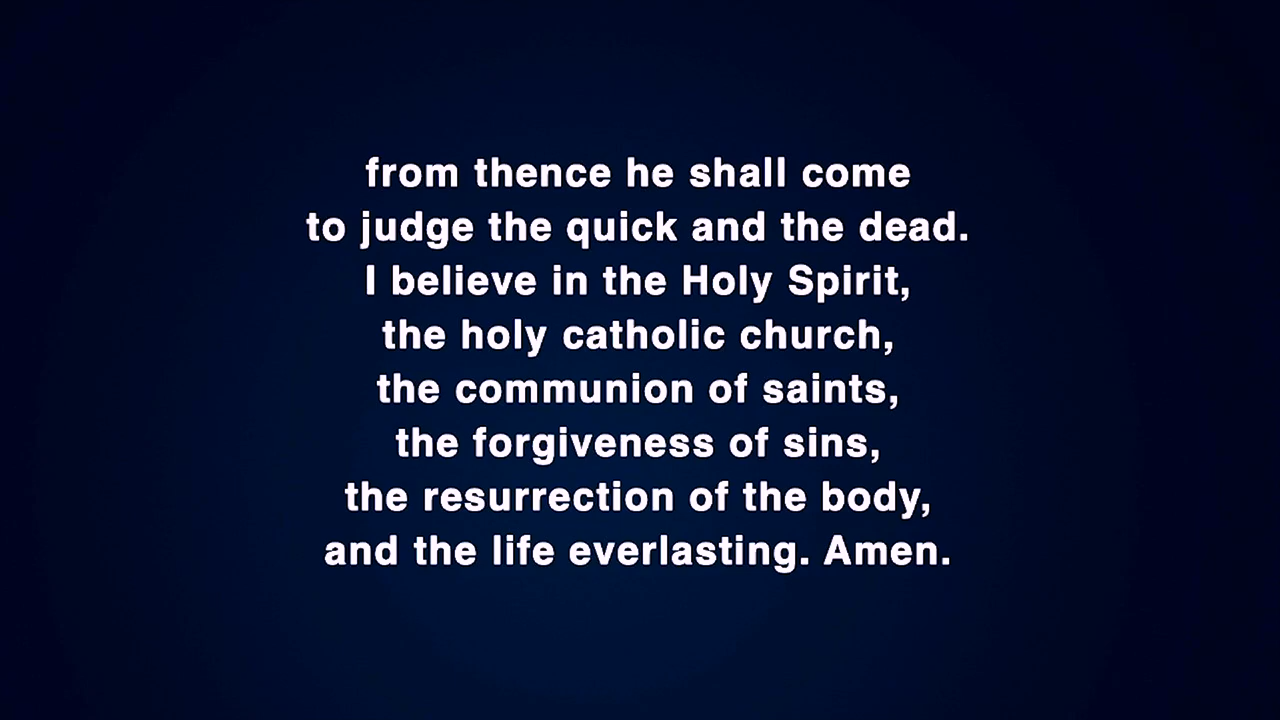 from thence he shall come
to judge the quick and the dead.
I believe in the Holy Spirit,
the holy catholic church,
the communion of saints,
the forgiveness of sins,
the resurrection of the body,
and the life everlasting. Amen.